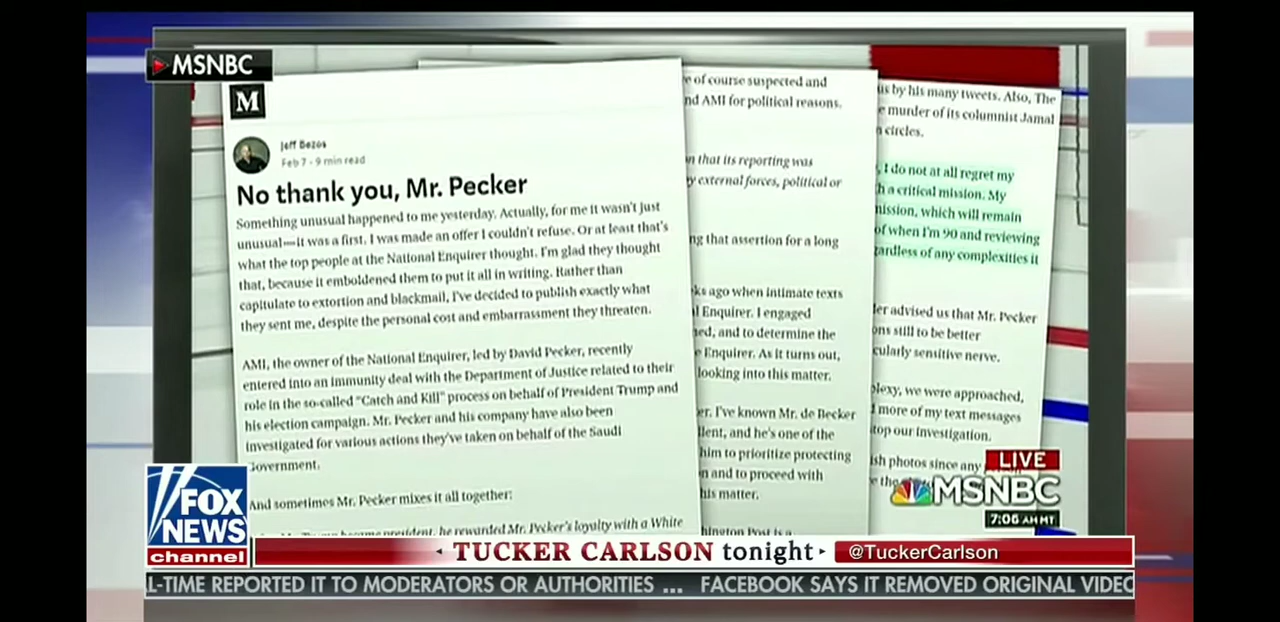 MSNBC
M
Jeff Bezos
Feb 7 · 9 min read
No thank you, Mr. Pecker
Something unusual happened to me yesterday. Actually, for me it wasn't just
unusual—it was a first. I was made an offer I couldn't refuse. Or at least that's
what the top people at the National Enquirer thought. I'm glad they thought
that, because it emboldened them to put it all in writing. Rather than
capitulate to extortion and blackmail, I've decided to publish exactly what
they sent me, despite the personal cost and embarrassment they threaten.
AMI, the owner of the National Enquirer, led by David Pecker, recently
entered into an immunity deal with the Department of Justice related to their
role in the so-called "Catch and Kill" process on behalf of President Trump and
his election campaign. Mr. Pecker and his company have also been
investigated for various actions they've taken on behalf of the Saudi
Government.
And sometimes Mr. Pecker mixes it all together:
became president, he rewarded Mr. Pecker's loyalty with a White
e of course suspected and
nd AMI for political reasons.
n that its reporting was
y external forces, political or
ng that assertion for a long
ks ago when intimate texts
l Enquirer. I engaged
ned, and to determine the
e Enquirer. As it turns out,
looking into this matter.
er. I've known Mr. de Becker
llent, and he's one of the
him to prioritize protecting
n and to proceed with
his matter.
hington Post is a
us by his many tweets. Also, The
e murder of its columnist Jamal
n circles.
, I do not at all regret my
h a critical mission. My
mission, which will remain
of when I'm 90 and reviewing
gardless of any complexities it
ler advised us that Mr. Pecker
ons still to be better
cularly sensitive nerve.
plexy, we were approached,
d more of my text messages
top our investigation.
ish photos since any
e the
LIVE
MSNBC
7:06 AM MT
FOX
NEWS
channel
TUCKER CARLSON tonight
@TuckerCarlson
L-TIME REPORTED IT TO MODERATORS OR AUTHORITIES ... FACEBOOK SAYS IT REMOVED ORIGINAL VIDEO